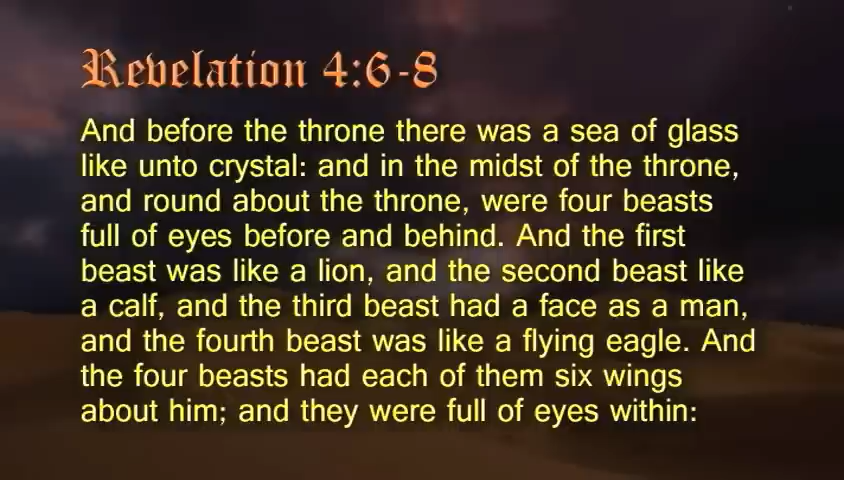 Revelation 4:6-8
And before the throne there was a sea of glass
like unto crystal: and in the midst of the throne,
and round about the throne, were four beasts
full of eyes before and behind. And the first
beast was like a lion, and the second beast like
a calf, and the third beast had a face as a man,
and the fourth beast was like a flying eagle. And
the four beasts had each of them six wings
about him; and they were full of eyes within: